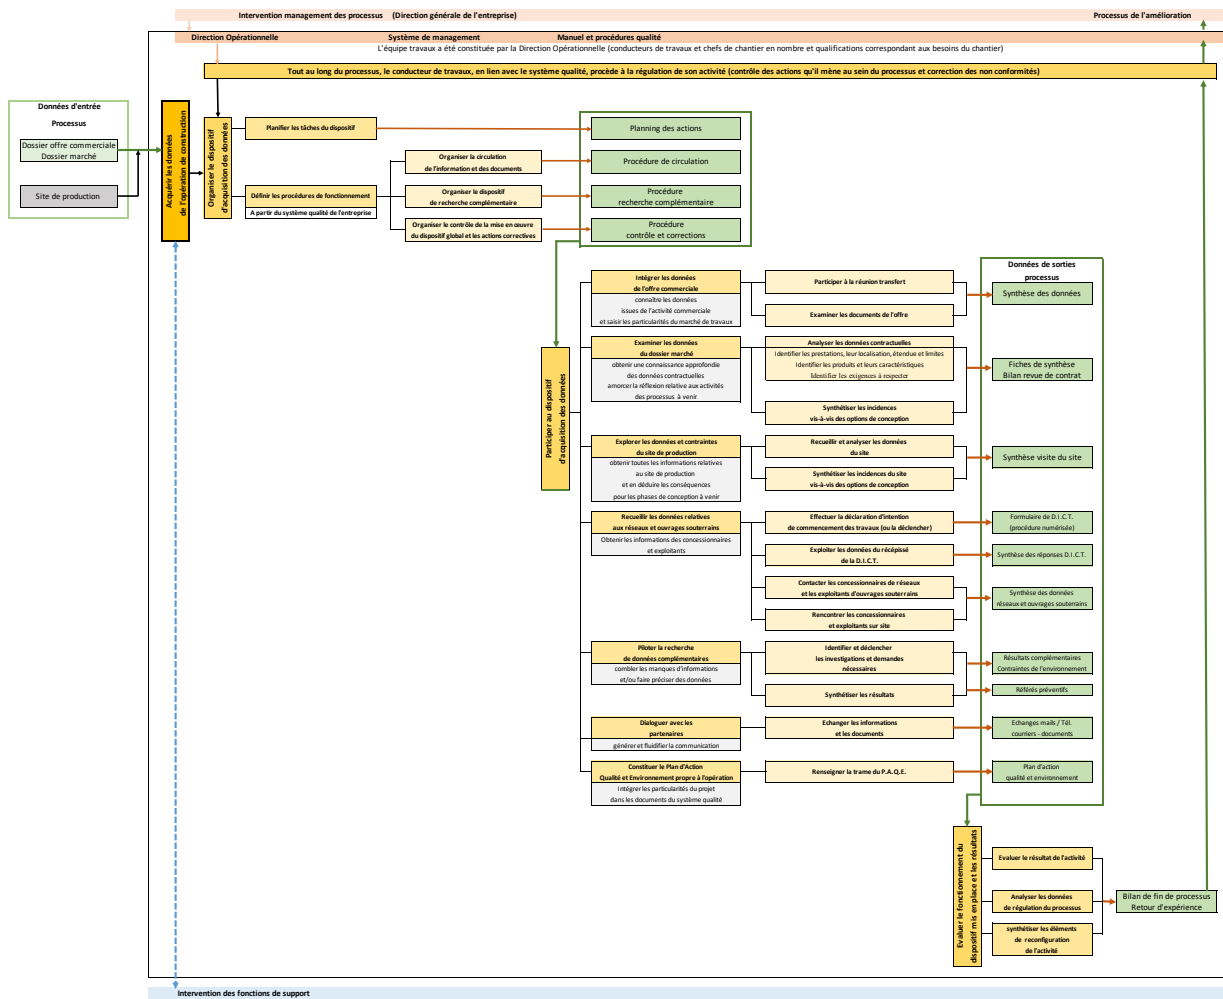 Intervention management des processus (Direction générale de l'entreprise)
Processus de l'amélioration
Direction Opérationnelle
Système de management
Manuel et procédures qualité
L'équipe travaux a été constituée par la Direction Opérationnelle (conducteurs de travaux et chefs de chantier en nombre et qualifications correspondant aux besoins du chantier)
Tout au long du processus, le conducteur de travaux, en lien avec le système qualité, procède à la régulation de son activité (contrôle des actions qu'il mène au sein du processus et correction des non conformités)
Données d'entrée
Processus
Dossier offre commerciale
Dossier marché
Site de production
Acquérir les données
de l'opération de construction
Organiser le dispositif
d'acquisition des données
Planifier les tâches du dispositif
Définir les procédures de fonctionnement
A partir du système qualité de l'entreprise
Organiser la circulation
de l'information et des documents
Organiser le dispositif
de recherche complémentaire
Organiser le contrôle de la mise en œuvre
du dispositif global et les actions correctives
Planning des actions
Procédure de circulation
Procédure
recherche complémentaire
Procédure
contrôle et corrections
Participer au dispositif
d'acquisition des données
Données de sorties
processus
Intégrer les données
de l'offre commerciale
connaître les données
issues de l'activité commerciale
et saisir les particularités du marché de travaux
Participer à la réunion transfert
Examiner les documents de l'offre
Synthèse des données
Examiner les données
du dossier marché
obtenir une connaissance approfondie
des données contractuelles
amorcer la réflexion relative aux activités
des processus à venir
Analyser les données contractuelles
Identifier les prestations, leur localisation, étendue et limites
Identifier les produits et leurs caractéristiques
Identifier les exigences à respecter
Synthétiser les incidences
vis-à-vis des options de conception
Fiches de synthèse
Bilan revue de contrat
Explorer les données et contraintes
du site de production
obtenir toutes les informations relatives
au site de production
et en déduire les conséquences
pour les phases de conception à venir
Recueillir et analyser les données
du site
Synthétiser les incidences du site
vis-à-vis des options de conception
Synthèse visite du site
Recueillir les données relatives
aux réseaux et ouvrages souterrains
Obtenir les informations des concessionnaires
et exploitants
Effectuer la déclaration d'intention
de commencement des travaux (ou la déclencher)
Exploiter les données du récépissé
de la D.I.C.T.
Contacter les concessionnaires de réseaux
et les exploitants d'ouvrages souterrains
Rencontrer les concessionnaires
et exploitants sur site
Formulaire de D.I.C.T.
(procédure numérisée)
Synthèse des réponses D.I.C.T.
Synthèse des données
réseaux et ouvrages souterrains
Piloter la recherche
de données complémentaires
combler les manques d'informations
et/ou faire préciser des données
Identifier et déclencher
les investigations et demandes
nécessaires
Synthétiser les résultats
Résultats complémentaires
Contraintes de l'environnement
Référés préventifs
Dialoguer avec les
partenaires
générer et fluidifier la communication
Echanger les informations
et les documents
Echanges mails / Tél.
courriers - documents
Constituer le Plan d'Action
Qualité et Environnement propre à l'opération
Intégrer les particularités du projet
dans les documents du système qualité
Renseigner la trame du P.A.Q.E.
Plan d'action
qualité et environnement
Evaluer le fonctionnement du
dispositif mis en place et les résultats
Evaluer le résultat de l'activité
Analyser les données
de régulation du processus
synthétiser les éléments
de reconfiguration
de l'activité
Bilan de fin de processus
Retour d'expérience
Intervention des fonctions de support